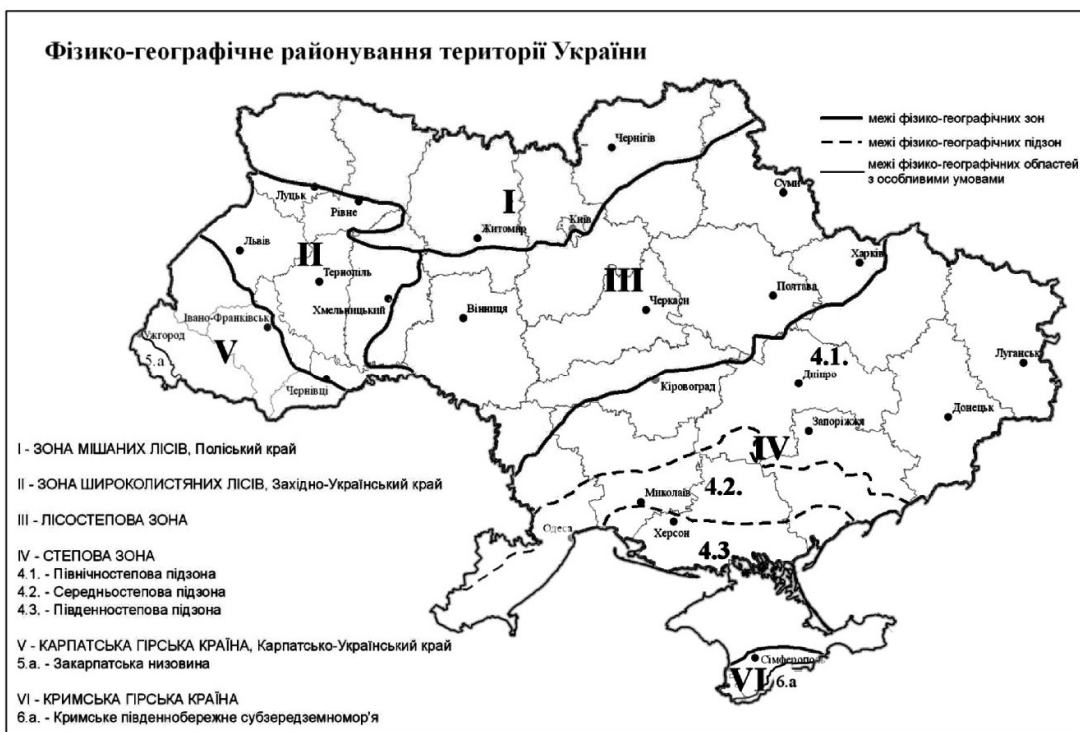 Фізико-географічне районування території України
межі фізико-географічних зон
межі фізико-географічних підзон
межі фізико-географічних областей
з особливими умовами
Чернігів
Суми
Луцьк
Рівне
I
Київ
Житомир
Львів
II
Тернопіль
Хмельницький
Вінниця
III
Черкаси
Полтава
Харків
Івано-Франківськ
Ужгород
5.а
V
Чернівці
Кіровоград
4.1.
Дніпро
Луганськ
Донецьк
Запоріжжя
IV
Миколаїв
4.2.
Херсон
Одеса
4.3
Сімферополь
VI
6.а
I - ЗОНА МІШАНИХ ЛІСІВ, Поліський край
II - ЗОНА ШИРОКОЛИСТЯНИХ ЛІСІВ, Західно-Український край
III - ЛІСОСТЕПОВА ЗОНА
IV - СТЕПОВА ЗОНА
4.1. - Північностепова підзона
4.2. - Середньостепова підзона
4.3. - Південностепова підзона
V - КАРПАТСЬКА ГІРСЬКА КРАЇНА, Карпатсько-Український край
5.а. - Закарпатська низовина
VI - КРИМСЬКА ГІРСЬКА КРАЇНА
6.а. - Кримське південнобережне субзередземномор'я